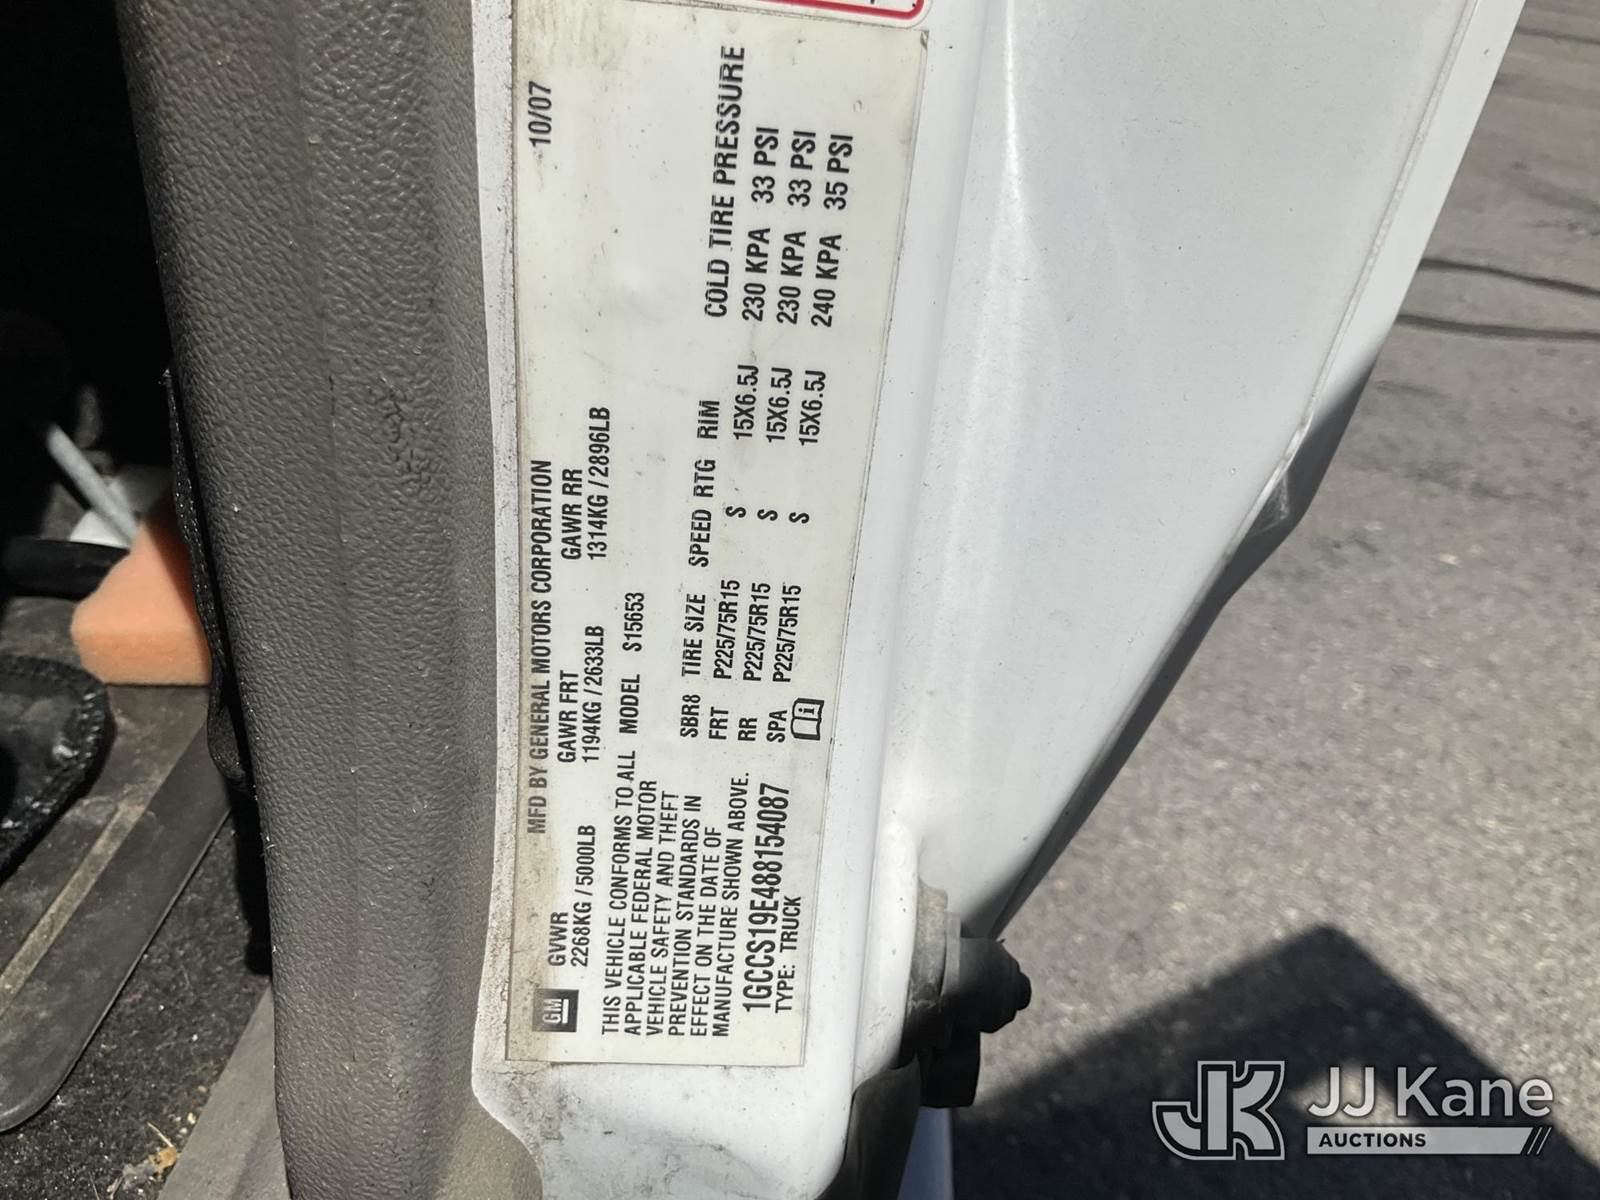 MFD BY GENERAL MOTORS CORPORATION 10/07
GM
GVWR GAWR FRT GAWR RR
2268KG / 5000LB 1194KG / 2633LB 1314KG / 2896LB
THIS VEHICLE CONFORMS TO ALL
APPLICABLE FEDERAL MOTOR
VEHICLE SAFETY AND THEFT
PREVENTION STANDARDS IN
EFFECT ON THE DATE OF
MANUFACTURE SHOWN ABOVE.
1GCCS19E488154087
TYPE: TRUCK
MODEL S15653
SBR8 TIRE SIZE SPEED RTG RIM COLD TIRE PRESSURE
FRT P225/75R15 S 15X6.5J 230 KPA 33 PSI
RR P225/75R15 S 15X6.5J 230 KPA 33 PSI
SPA P225/75R15 S 15X6.5J 240 KPA 35 PSI
JK JJ Kane
AUCTIONS